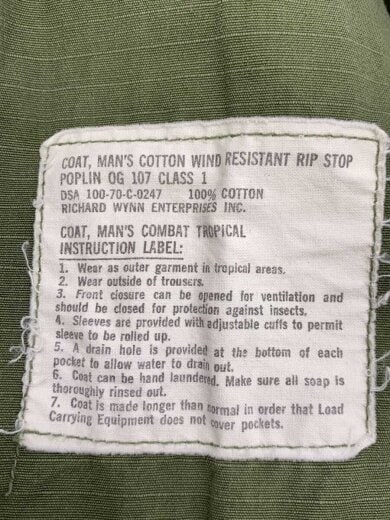 COAT, MAN'S COTTON WIND RESISTANT RIP STOP
POPLIN OG 107 CLASS 1
DSA 100-70-C-0247 100% COTTON
RICHARD WYNN ENTERPRISES INC.
COAT, MAN'S COMBAT TROPICAL
INSTRUCTION LABEL:
1. Wear as outer garment in tropical areas.
2. Wear outside of trousers.
3. Front closure can be opened for ventilation and
should be closed for protection against insects.
4. Sleeves are provided with adjustable cuffs to permit
sleeve to be rolled up.
5. A drain hole is provided at the bottom of each
pocket to allow water to drain out.
6. Coat can be hand laundered. Make sure all soap is
thoroughly rinsed out.
7. Coat is made longer than normal in order that Load
Carrying Equipment does not cover pockets.